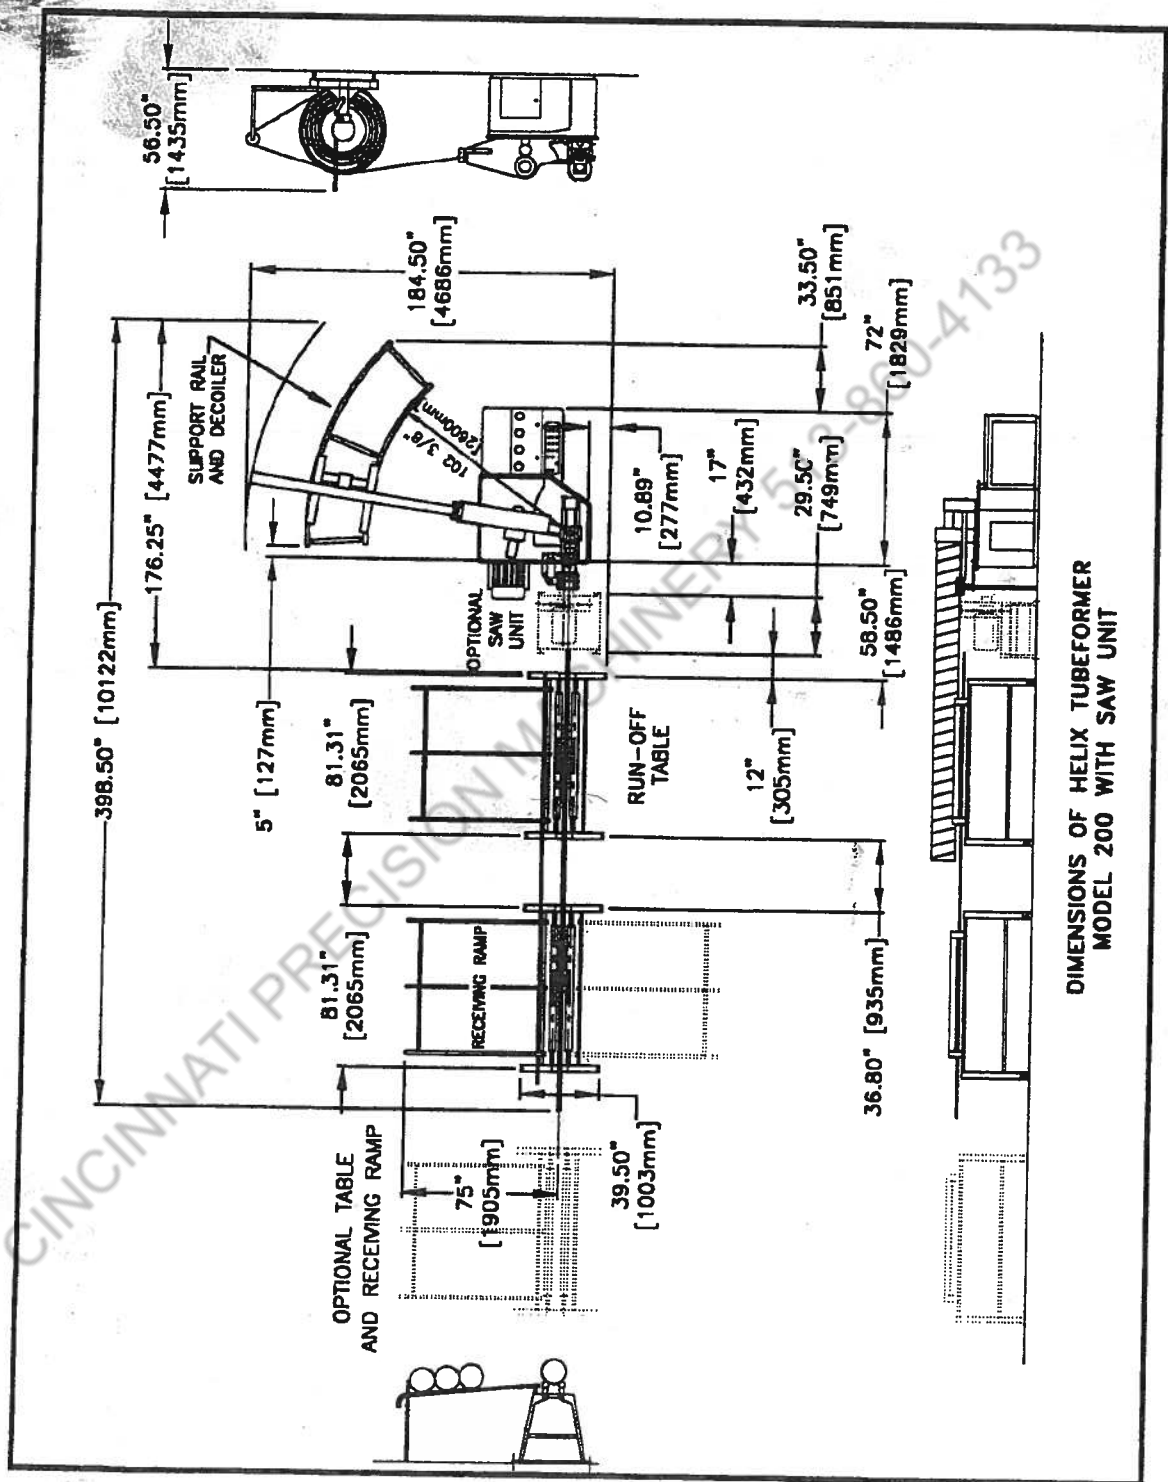 56.50"
[1435mm]
184.50"
[4686mm]
398.50" [10122mm]
176.25" [4477mm]
SUPPORT RAIL
AND DECOILER
102 3/8"
[2600mm]
33.50"
[851mm]
72"
[1829mm]
10.89"
[277mm]
17"
[432mm]
29.50"
[749mm]
58.50"
[1486mm]
5" [127mm]
OPTIONAL
SAW
UNIT
81.31"
[2065mm]
RUN-OFF
TABLE
12"
[305mm]
81.31"
[2065mm]
RECEIVING RAMP
36.80" [935mm]
OPTIONAL TABLE
AND RECEIVING RAMP
75"
[1905mm]
39.50"
[1003mm]
DIMENSIONS OF HELIX TUBEFORMER
MODEL 200 WITH SAW UNIT
CINCINNATI PRECISION MACHINERY 513-860-4133